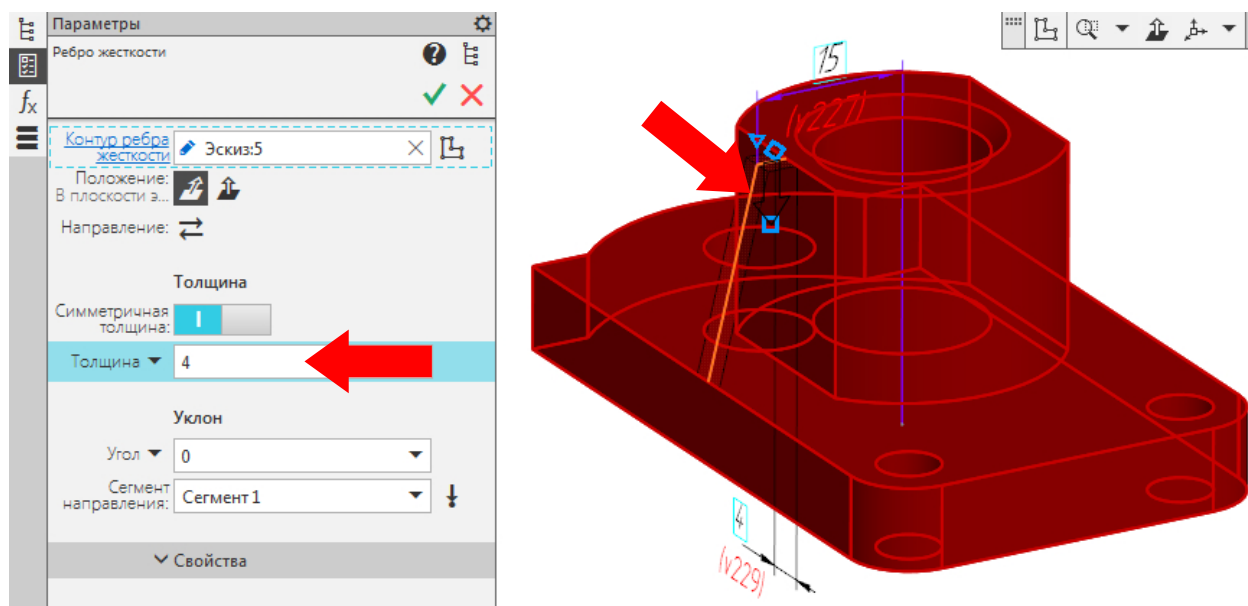 Параметры
Ребро жесткости
fx
Контур ребра
жесткости
Эскиз:5
Положение:
В плоскости э...
Направление:
Толщина
Симметричная
толщина:
Толщина
4
Уклон
Угол
0
Сегмент
направления:
Сегмент 1
Свойства
15
(v227)
4
(v229)